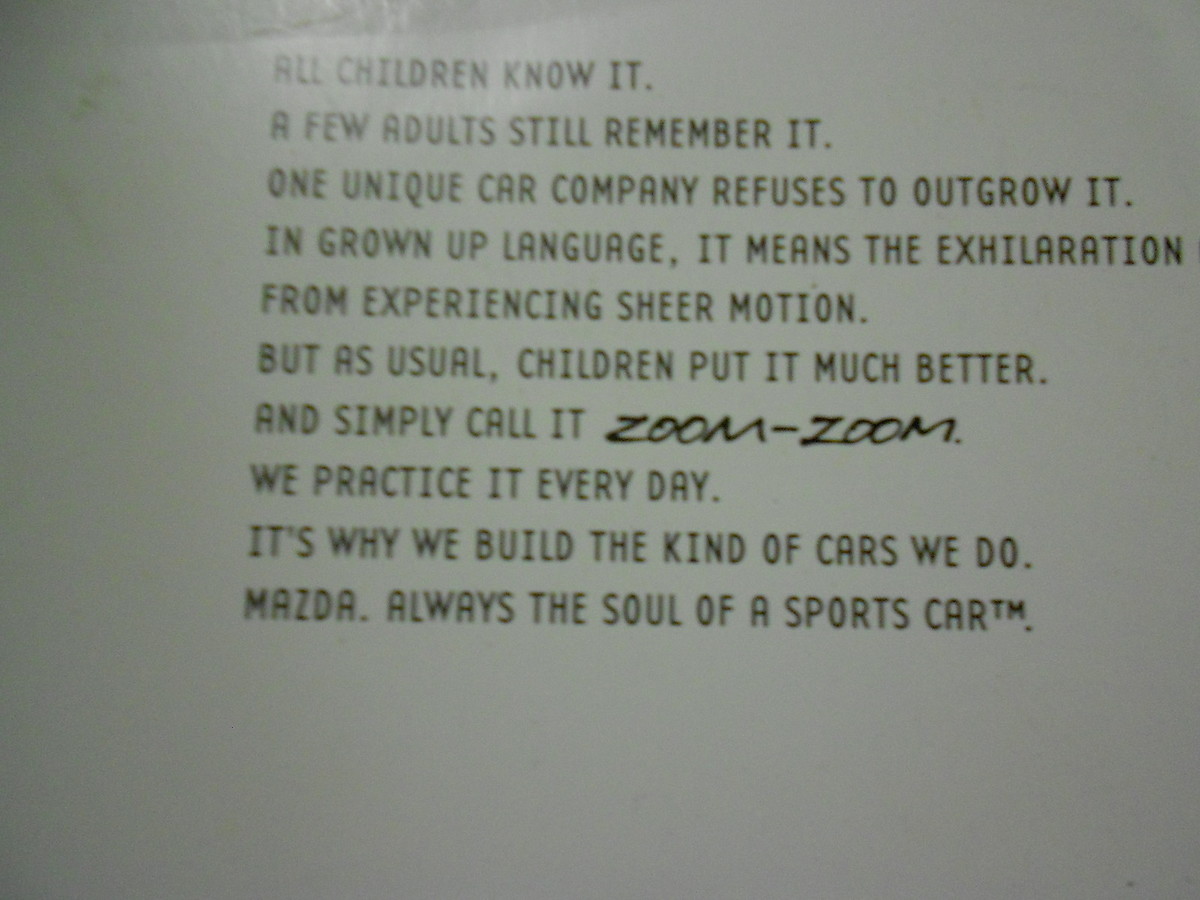 ALL CHILDREN KNOW IT.
A FEW ADULTS STILL REMEMBER IT.
ONE UNIQUE CAR COMPANY REFUSES TO OUTGROW IT.
IN GROWN UP LANGUAGE, IT MEANS THE EXHILARATION
FROM EXPERIENCING SHEER MOTION.
BUT AS USUAL, CHILDREN PUT IT MUCH BETTER.
AND SIMPLY CALL IT ZOOM-ZOOM.
WE PRACTICE IT EVERY DAY.
IT'S WHY WE BUILD THE KIND OF CARS WE DO.
MAZDA. ALWAYS THE SOUL OF A SPORTS CAR™.